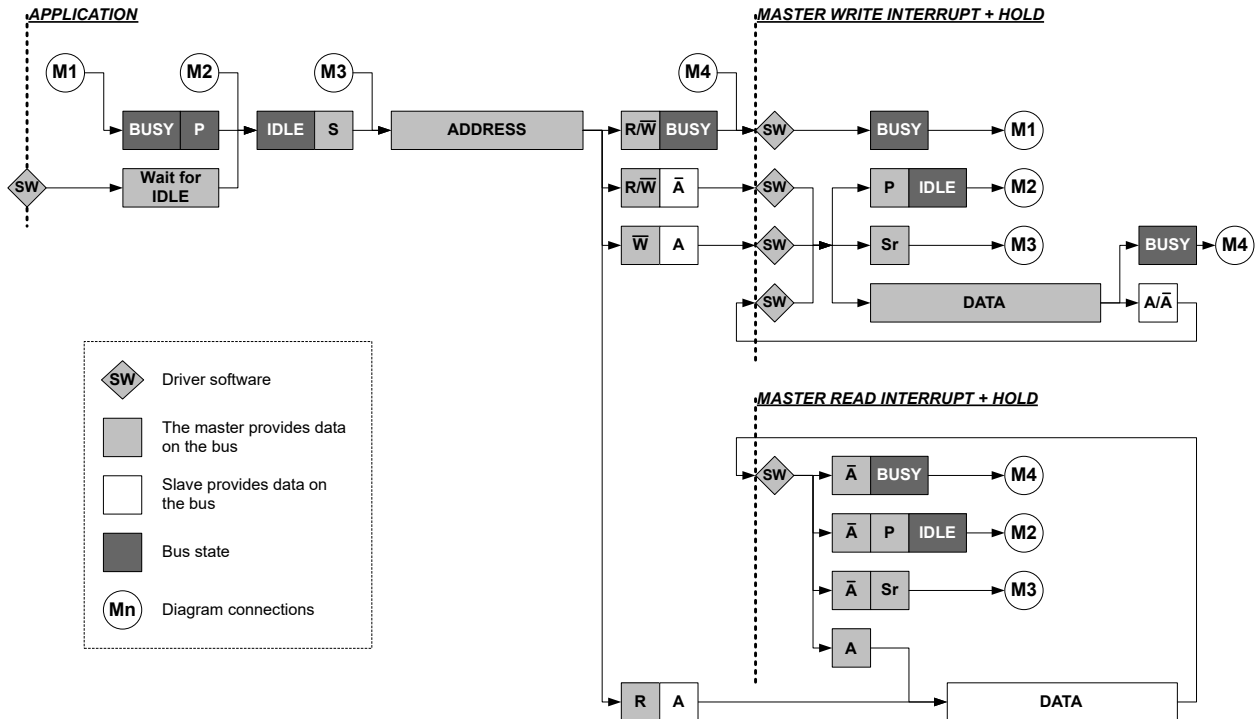 APPLICATION
MASTER WRITE INTERRUPT + HOLD
M1
M2
M3
M4
BUSY P
IDLE S
ADDRESS
R/W̅ BUSY
SW
BUSY
M1
SW
Wait for
IDLE
R/W̅ A̅
SW
P IDLE
M2
W̅ A
SW
Sr
M3
BUSY
M4
SW
DATA
A/A̅
SW
Driver software
The master provides data
on the bus
Slave provides data on
the bus
Bus state
Mn
Diagram connections
MASTER READ INTERRUPT + HOLD
SW
A̅ BUSY
M4
A̅ P IDLE
M2
A̅ Sr
M3
A
R A
DATA